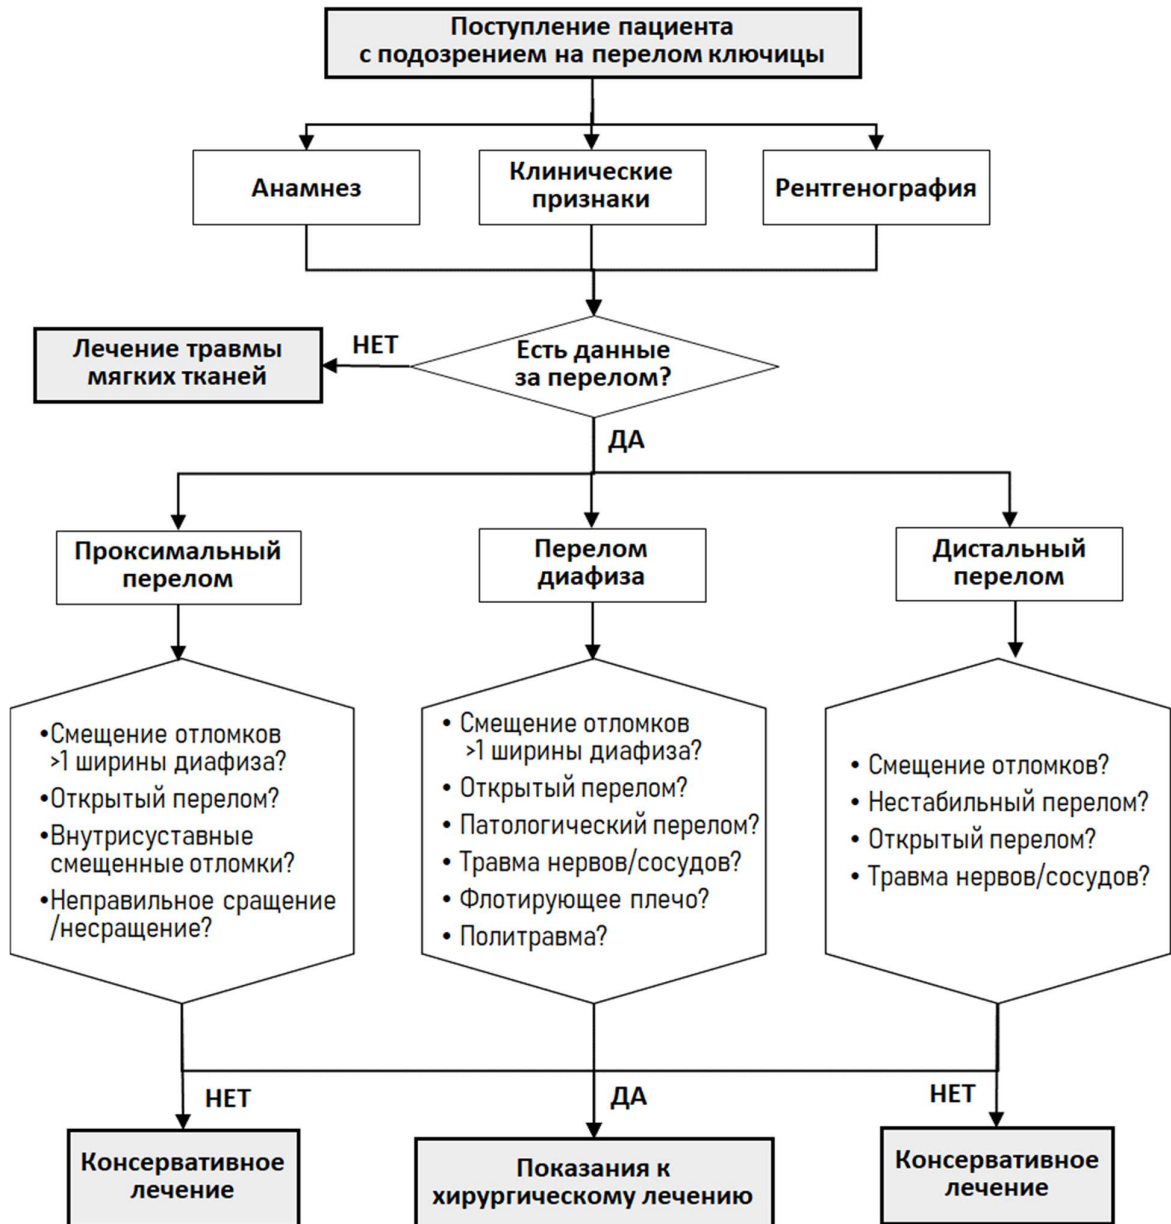 Поступление пациента
с подозрением на перелом ключицы
Анамнез
Клинические
признаки
Рентгенография
Лечение травмы
мягких тканей
НЕТ
Есть данные
за перелом?
ДА
Проксимальный
перелом
Перелом
диафиза
Дистальный
перелом
•Смещение отломков
>1 ширины диафиза?
•Открытый перелом?
•Внутрисуставные
смещенные отломки?
•Неправильное сращение
/несращение?
• Смещение отломков
>1 ширины диафиза?
• Открытый перелом?
• Патологический перелом?
• Травма нервов/сосудов?
• Флотирующее плечо?
• Политравма?
• Смещение отломков?
• Нестабильный перелом?
• Открытый перелом?
• Травма нервов/сосудов?
НЕТ
ДА
НЕТ
Консервативное
лечение
Показания к
хирургическому лечению
Консервативное
лечение